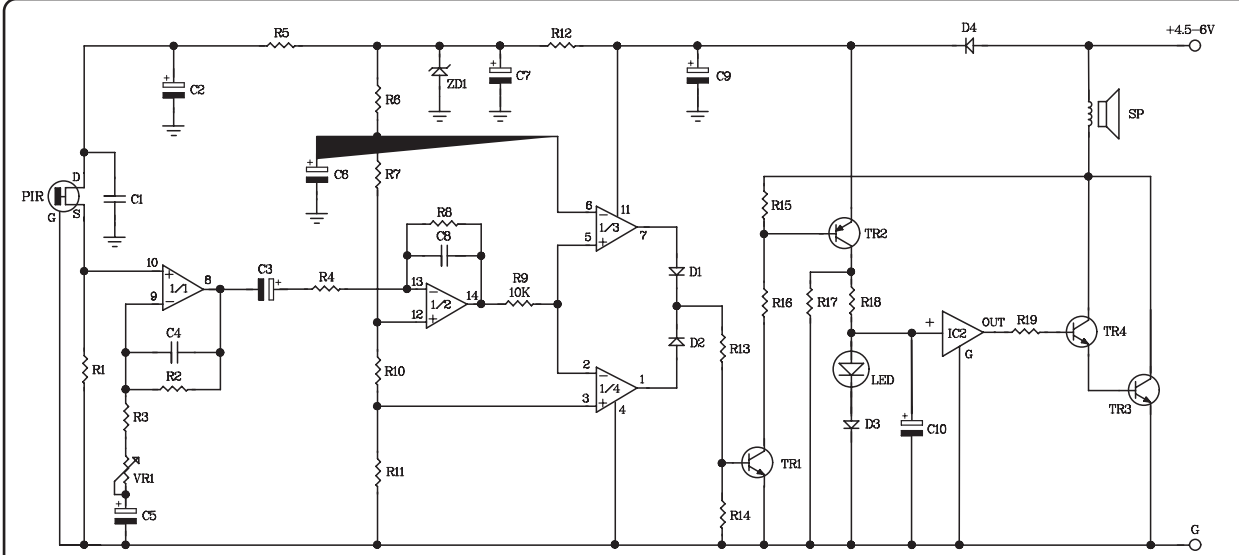 D4
+4.5-6V
R5
R12
+
C2
ZD1
+
C7
+
C9
SP
R6
+
C6
R7
D
PIR
G
S
C1
R15
6
11
7
1/3
5
TR2
R8
C8
D1
10
8
1/1
9
C3
+
R4
13
14
1/2
12
R9
10K
R16
R17
R18
C4
R2
+
IC2
OUT
R19
G
TR4
R1
R10
D2
R13
2
1
1/4
3
4
LED
TR3
R3
D3
+
C10
VR1
R11
TR1
+
C5
R14
G